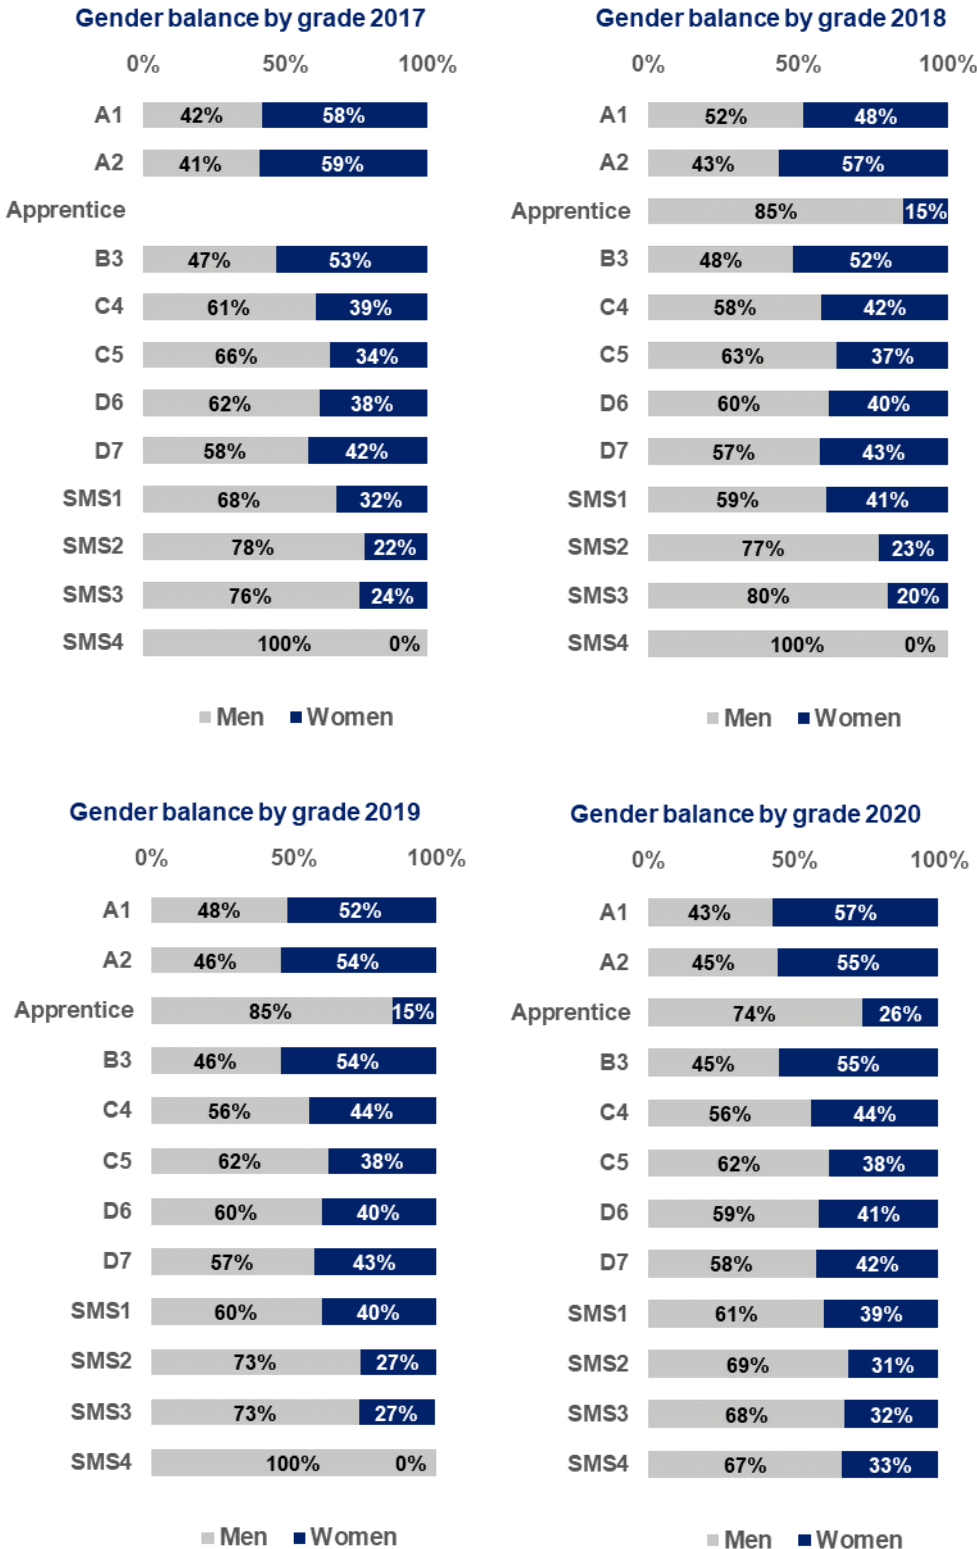 Gender balance by grade 2017
0% 50% 100%
A1 42% 58%
A2 41% 59%
Apprentice
B3 47% 53%
C4 61% 39%
C5 66% 34%
D6 62% 38%
D7 58% 42%
SMS1 68% 32%
SMS2 78% 22%
SMS3 76% 24%
SMS4 100% 0%
Men Women
Gender balance by grade 2018
0% 50% 100%
A1 52% 48%
A2 43% 57%
Apprentice 85% 15%
B3 48% 52%
C4 58% 42%
C5 63% 37%
D6 60% 40%
D7 57% 43%
SMS1 59% 41%
SMS2 77% 23%
SMS3 80% 20%
SMS4 100% 0%
Men Women
Gender balance by grade 2019
0% 50% 100%
A1 48% 52%
A2 46% 54%
Apprentice 85% 15%
B3 46% 54%
C4 56% 44%
C5 62% 38%
D6 60% 40%
D7 57% 43%
SMS1 60% 40%
SMS2 73% 27%
SMS3 73% 27%
SMS4 100% 0%
Men Women
Gender balance by grade 2020
0% 50% 100%
A1 43% 57%
A2 45% 55%
Apprentice 74% 26%
B3 45% 55%
C4 56% 44%
C5 62% 38%
D6 59% 41%
D7 58% 42%
SMS1 61% 39%
SMS2 69% 31%
SMS3 68% 32%
SMS4 67% 33%
Men Women